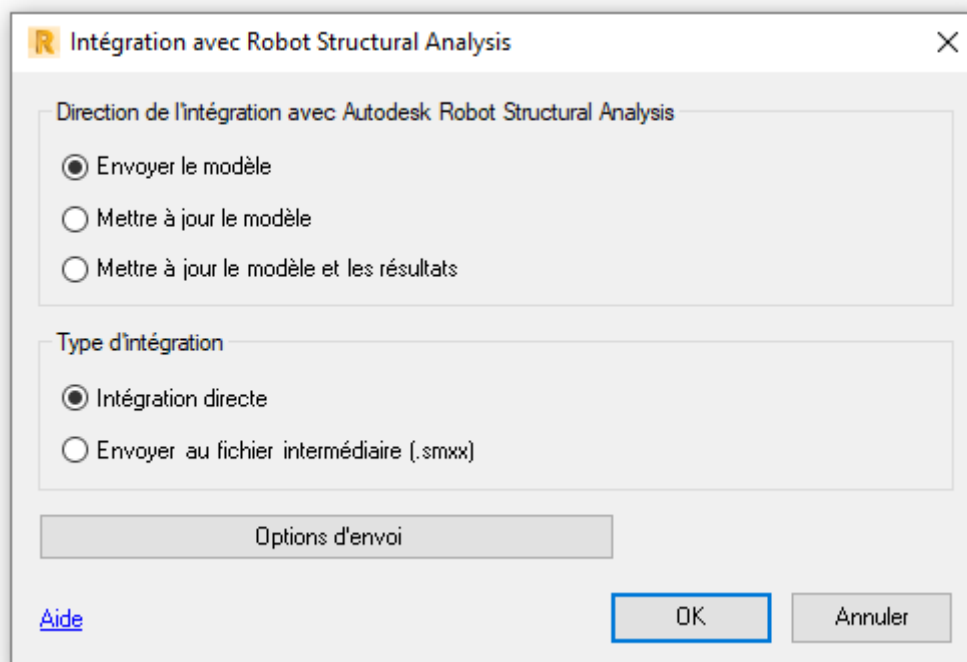 Intégration avec Robot Structural Analysis
Direction de l'intégration avec Autodesk Robot Structural Analysis
Envoyer le modèle
Mettre à jour le modèle
Mettre à jour le modèle et les résultats
Type d'intégration
Intégration directe
Envoyer au fichier intermédiaire (.smxx)
Options d'envoi
Aide
OK
Annuler